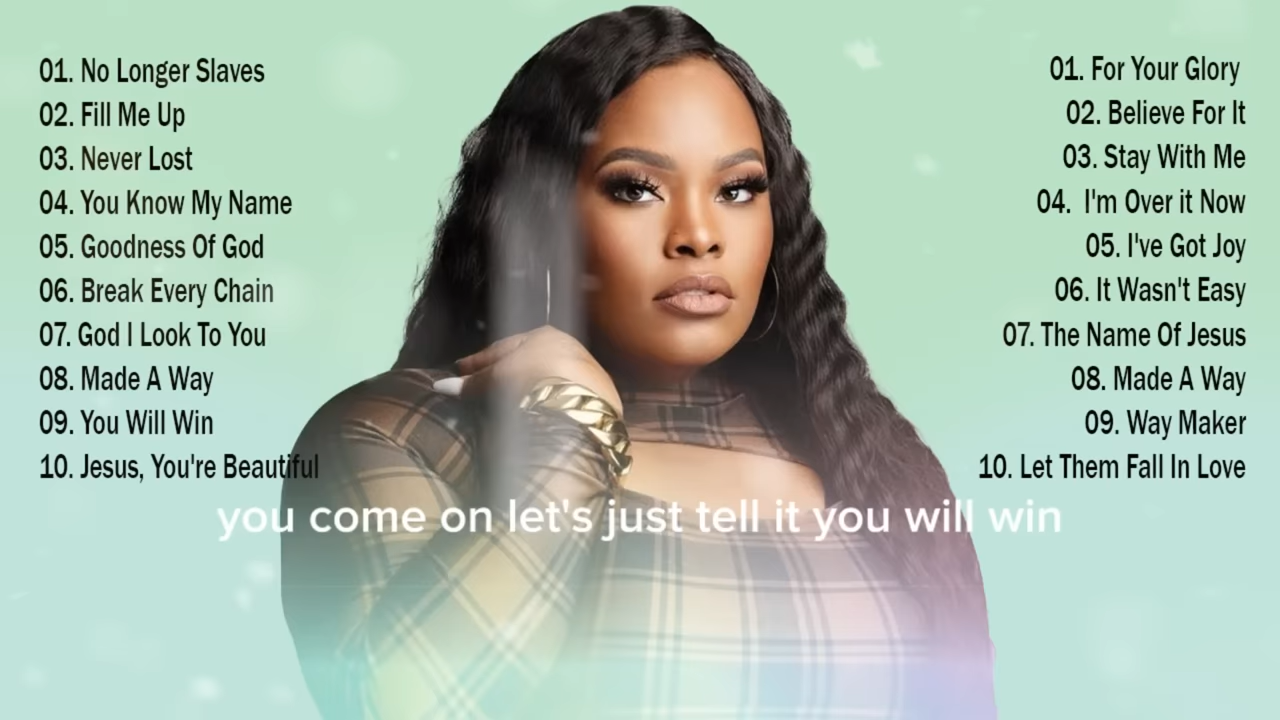 01. No Longer Slaves
02. Fill Me Up
03. Never Lost
04. You Know My Name
05. Goodness Of God
06. Break Every Chain
07. God I Look To You
08. Made A Way
09. You Will Win
10. Jesus, You're Beautiful
01. For Your Glory
02. Believe For It
03. Stay With Me
04. I'm Over it Now
05. I've Got Joy
06. It Wasn't Easy
07. The Name Of Jesus
08. Made A Way
09. Way Maker
10. Let Them Fall In Love
you come on let's just tell it you will win